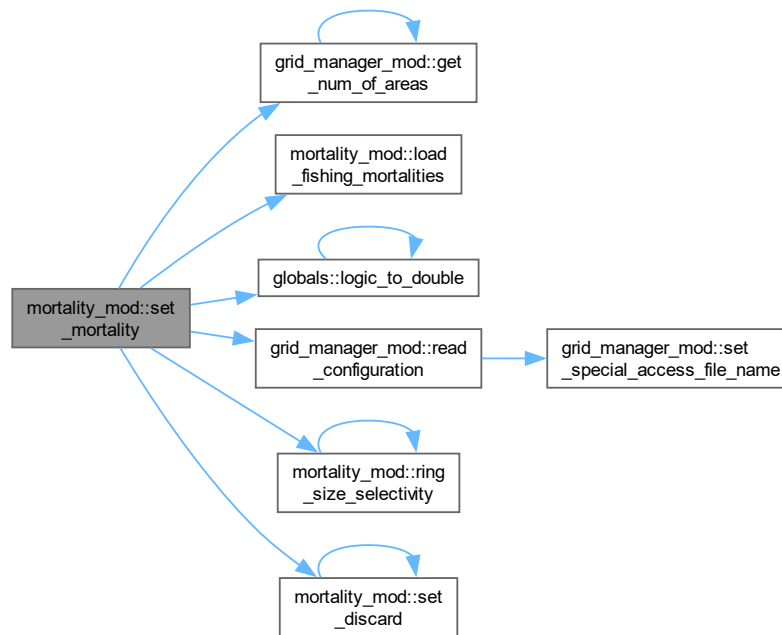 grid_manager_mod::get
_num_of_areas
mortality_mod::load
_fishing_mortalities
globals::logic_to_double
mortality_mod::set
_mortality
grid_manager_mod::read
_configuration
grid_manager_mod::set
_special_access_file_name
mortality_mod::ring
_size_selectivity
mortality_mod::set
_discard